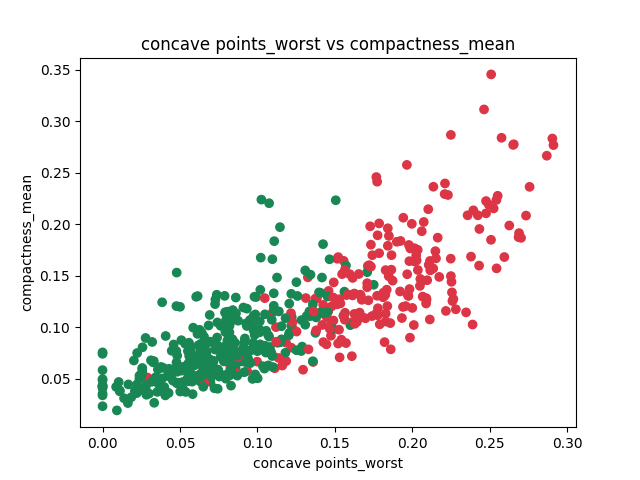 concave points_worst vs compactness_mean
0.35
0.30
0.25
0.20
0.15
0.10
0.05
compactness_mean
0.00 0.05 0.10 0.15 0.20 0.25 0.30
concave points_worst